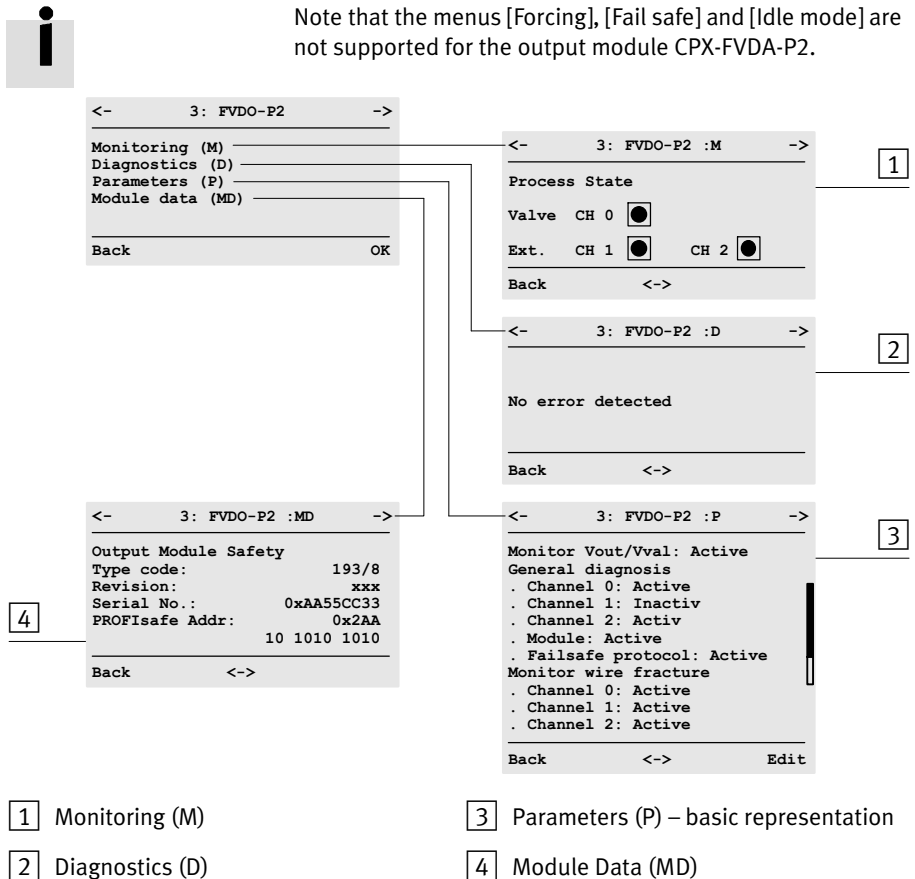 i
Note that the menus [Forcing], [Fail safe] and [Idle mode] are
not supported for the output module CPX-FVDA-P2.
<- 3: FVDO-P2 ->
Monitoring (M)
Diagnostics (D)
Parameters (P)
Module data (MD)
Back OK
<- 3: FVDO-P2 :M ->
Process State
Valve CH 0
Ext. CH 1 CH 2
Back <->
1
<- 3: FVDO-P2 :D ->
No error detected
Back <->
2
<- 3: FVDO-P2 :MD ->
Output Module Safety
Type code: 193/8
Revision: xxx
Serial No.: 0xAA55CC33
PROFIsafe Addr: 0x2AA
10 1010 1010
Back <->
4
<- 3: FVDO-P2 :P ->
Monitor Vout/Vval: Active
General diagnosis
. Channel 0: Active
. Channel 1: Inactiv
. Channel 2: Activ
. Module: Active
. Failsafe protocol: Active
Monitor wire fracture
. Channel 0: Active
. Channel 1: Active
. Channel 2: Active
Back <-> Edit
3
1 Monitoring (M)
2 Diagnostics (D)
3 Parameters (P) – basic representation
4 Module Data (MD)